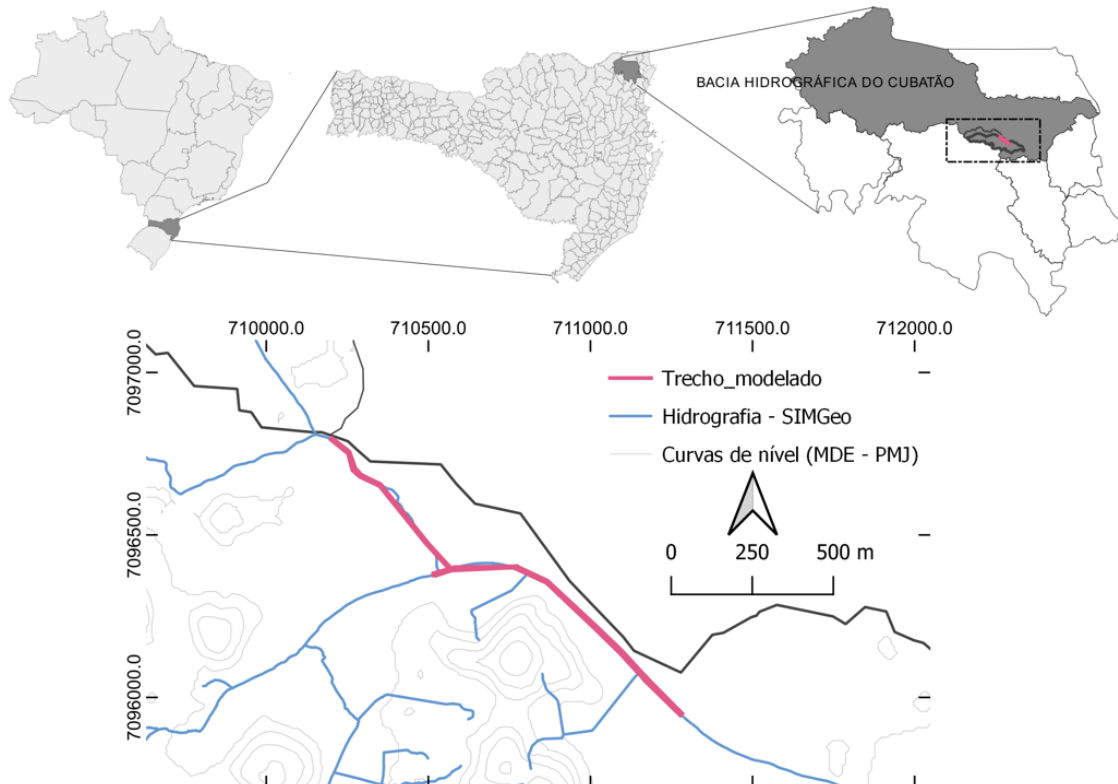 BACIA HIDROGRÁFICA DO CUBATÃO
710000.0 710500.0 711000.0 711500.0 712000.0
7097000.0
7096500.0
7096000.0
Trecho_modelado
Hidrografia - SIMGeo
Curvas de nível (MDE - PMJ)
0 250 500 m